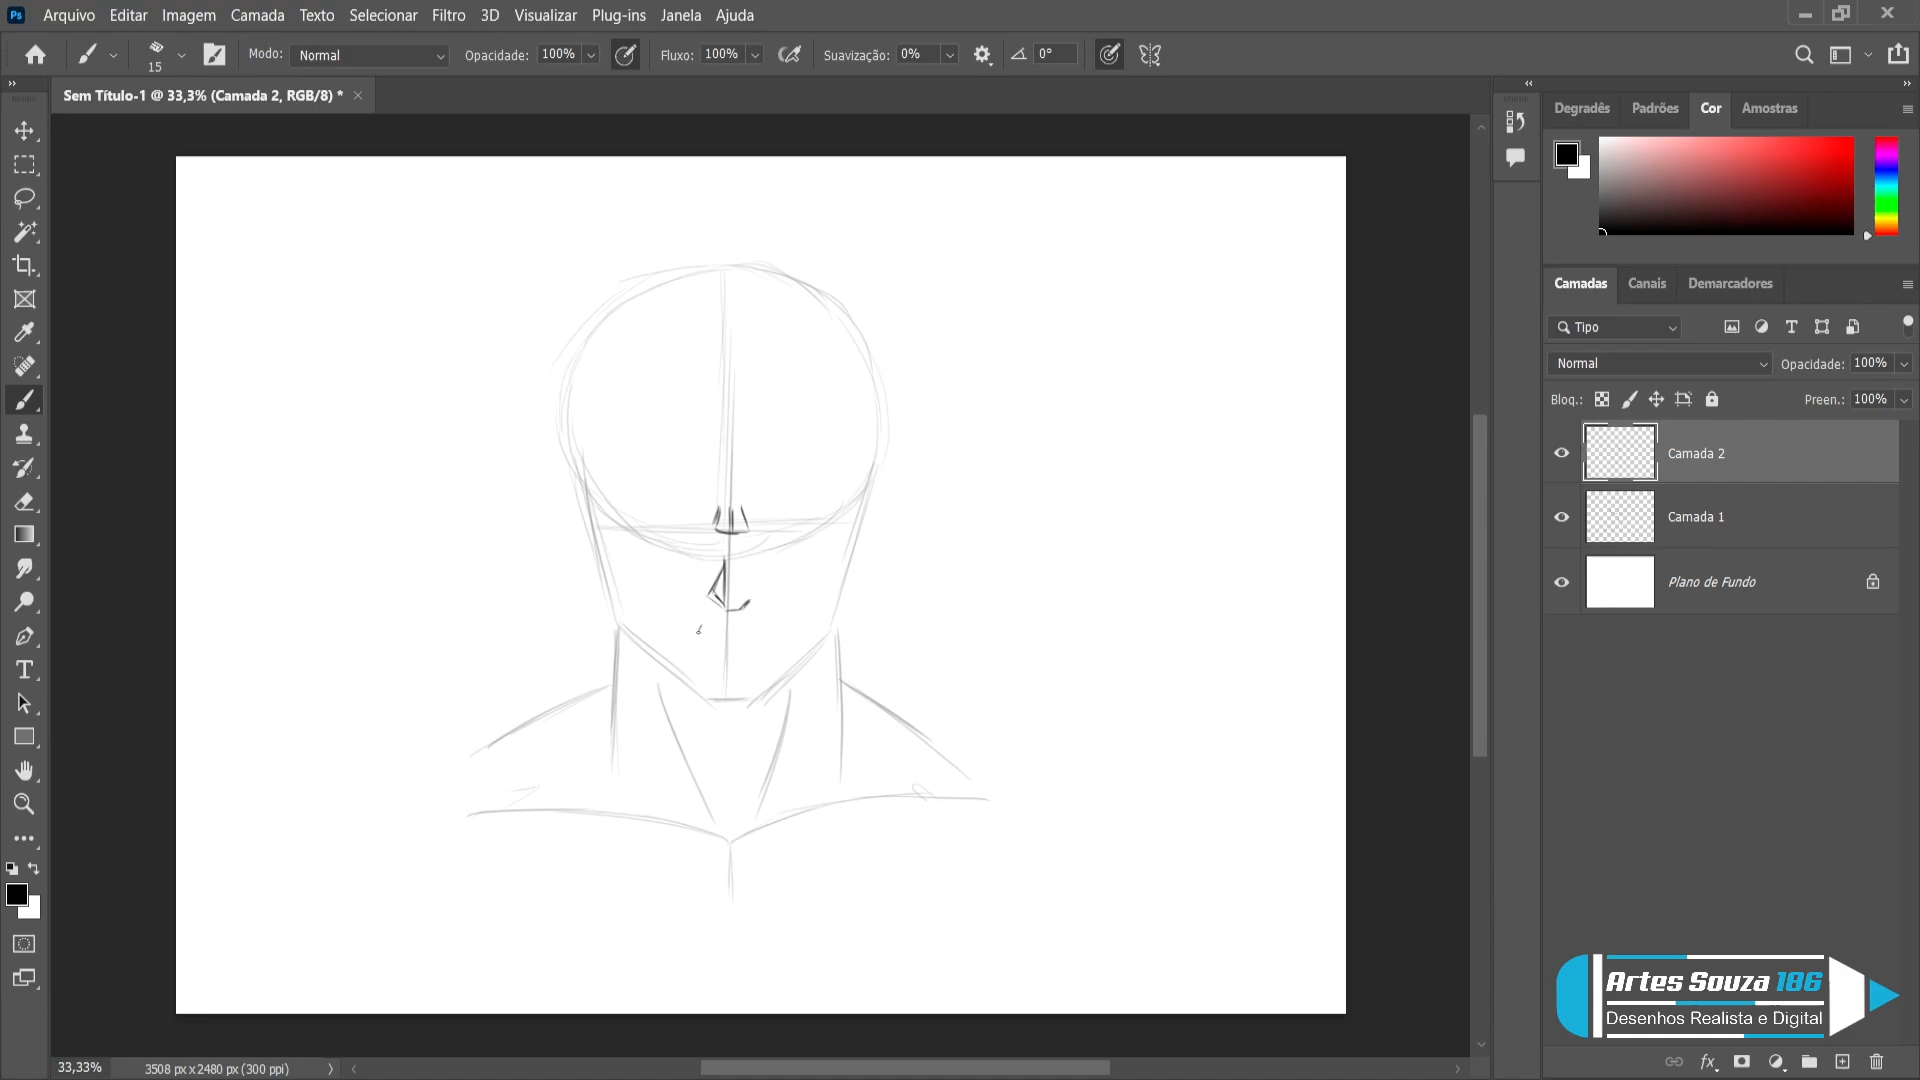 Ps Arquivo Editar Imagem Camada Texto Selecionar Filtro 3D Visualizar Plug-ins Janela Ajuda
15 Modo: Normal Opacidade: 100% Fluxo: 100% Suavização: 0% 0°
Sem Título-1 @ 33,3% (Camada 2, RGB/8) *
Degradês Padrões Cor Amostras
Camadas Canais Demarcadores
Tipo
Normal Opacidade: 100%
Bloq.: Preen.: 100%
Camada 2
Camada 1
Plano de Fundo
Artes Souza 186
Desenhos Realista e Digital
33,33% 3508 px x 2480 px (300 ppi)